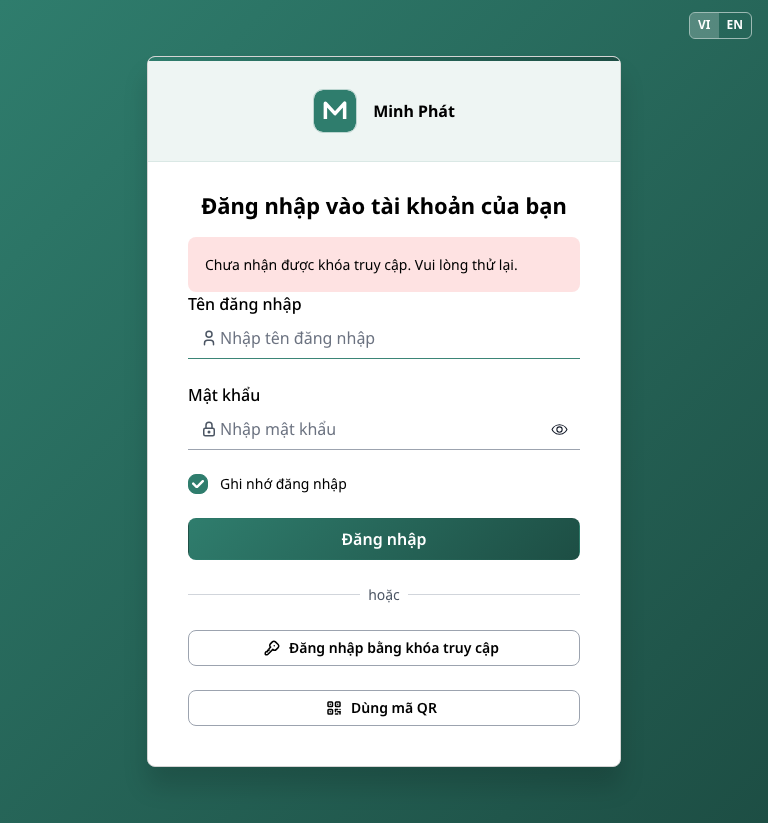 VI EN
Minh Phát
Đăng nhập vào tài khoản của bạn
Chưa nhận được khóa truy cập. Vui lòng thử lại.
Tên đăng nhập
Nhập tên đăng nhập
Mật khẩu
Nhập mật khẩu
Ghi nhớ đăng nhập
Đăng nhập
hoặc
Đăng nhập bằng khóa truy cập
Dùng mã QR